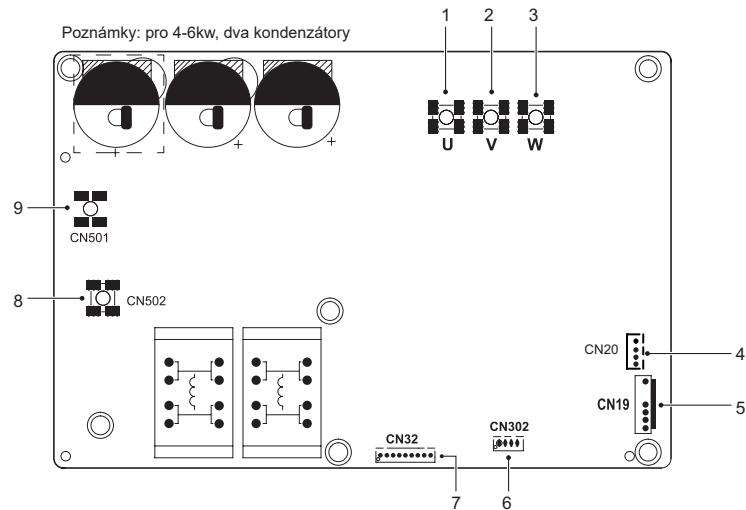 1 2 3
Poznámky: pro 4-6kw, dva kondenzátory
+ + +
U V W
9
CN501
8 CN502
CN20 4
CN19 5
CN32 CN302
7 6